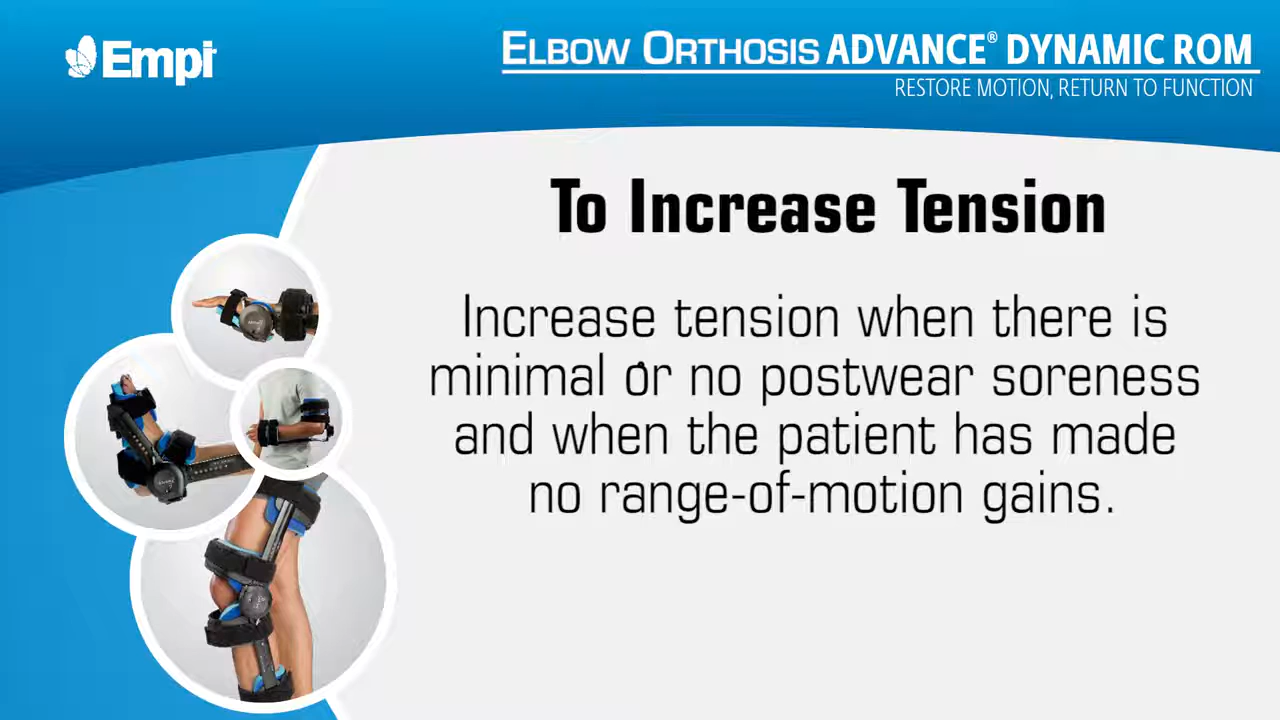 Empi
ELBOW ORTHOSIS ADVANCE® DYNAMIC ROM
RESTORE MOTION, RETURN TO FUNCTION
To Increase Tension
Increase tension when there is
minimal or no postwear soreness
and when the patient has made
no range-of-motion gains.